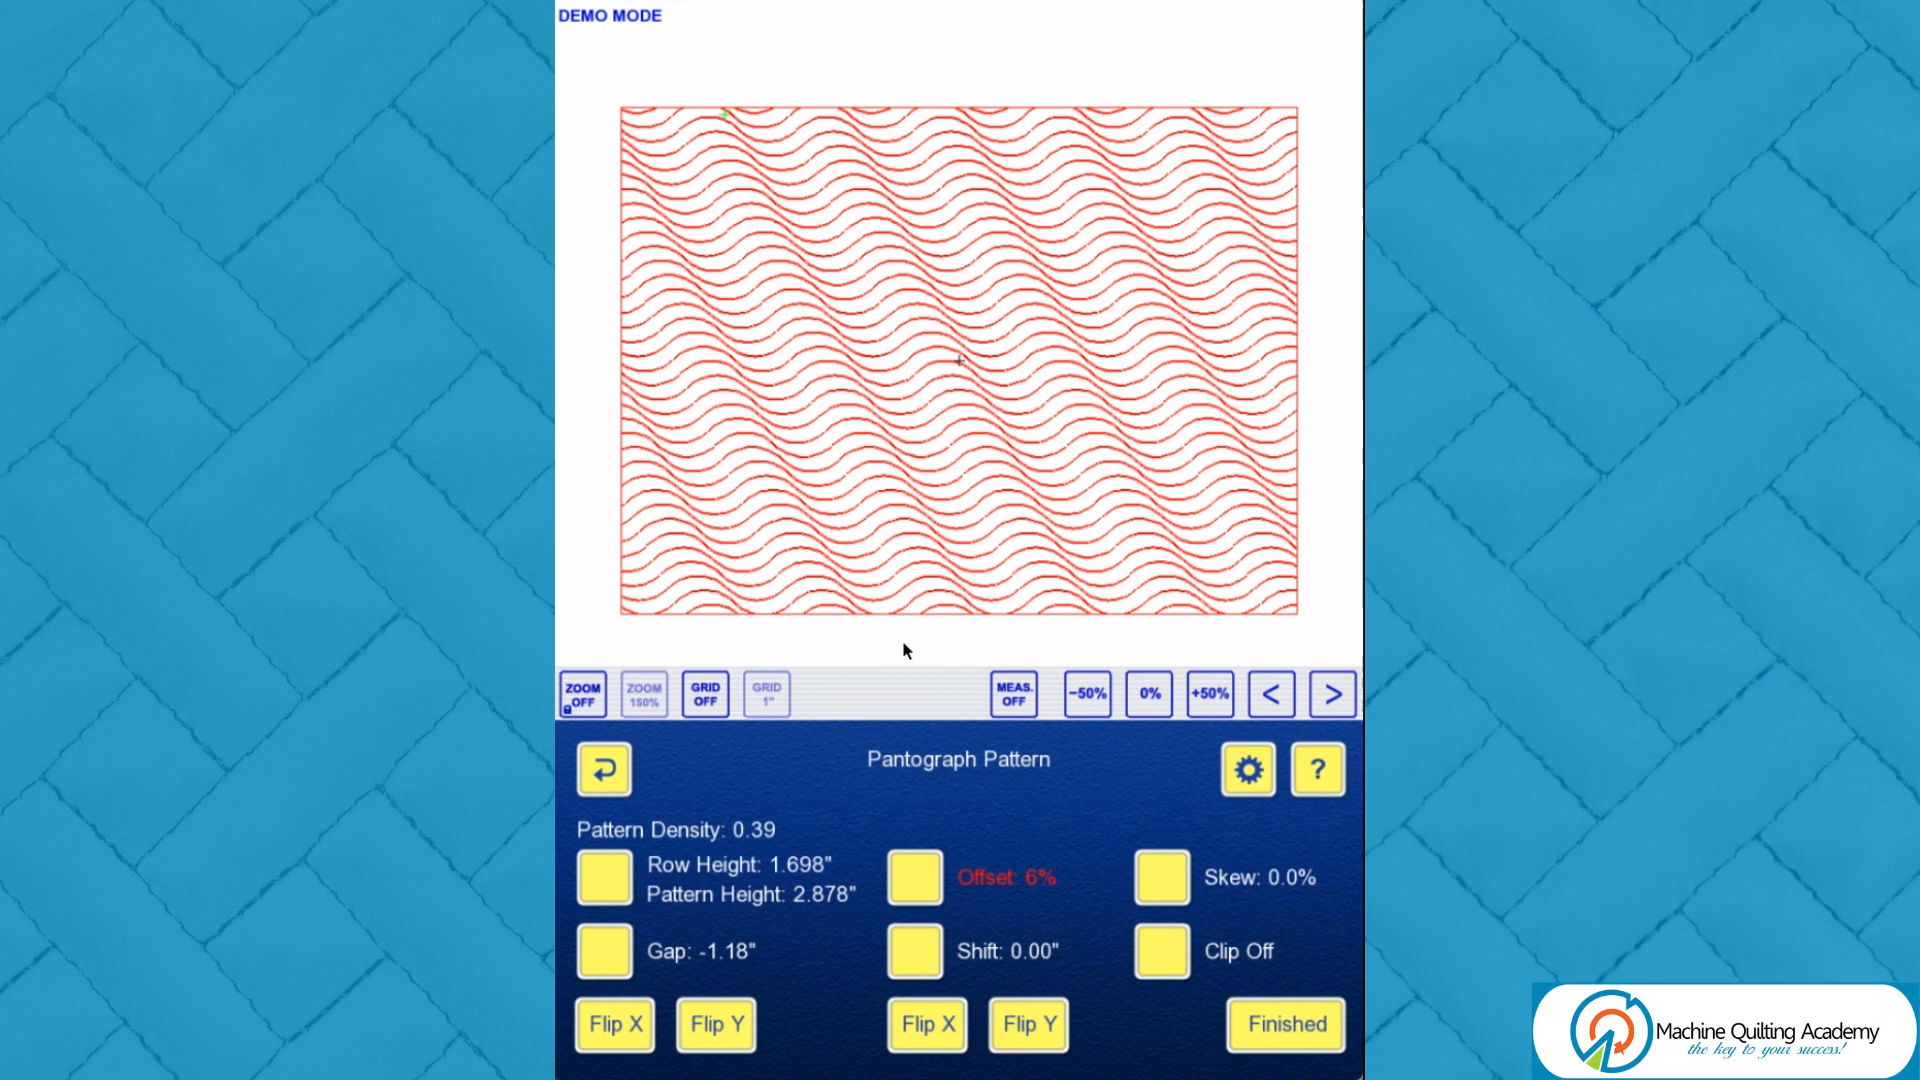 DEMO MODE
ZOOM OFF
ZOOM 150%
GRID OFF
GRID 1"
MEAS. OFF
−50%
0%
+50%
<
>
Pantograph Pattern
?
Pattern Density: 0.39
Row Height: 1.698"
Pattern Height: 2.878"
Offset: 6%
Skew: 0.0%
Gap: -1.18"
Shift: 0.00"
Clip Off
Flip X
Flip Y
Flip X
Flip Y
Finished
Machine Quilting Academy
the key to your success!